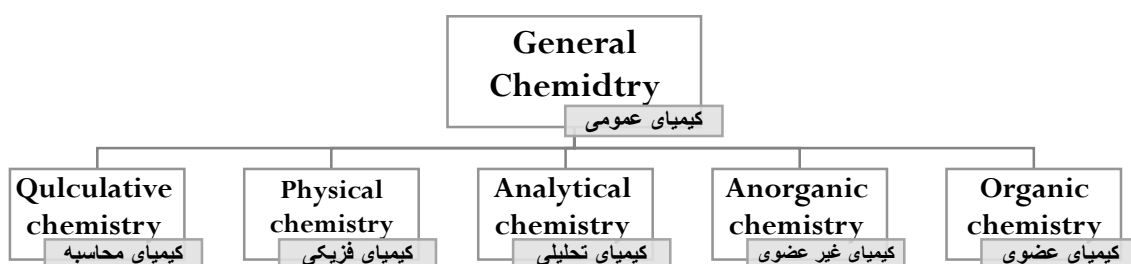 General
Chemidtry
کیمیای عمومی
Qulculative
chemistry
کیمیای محاسبه
Physical
chemistry
کیمیای فزیکی
Analytical
chemistry
کیمیای تحلیلی
Anorganic
chemistry
کیمیای غیر عضوی
Organic
chemistry
کیمیای عضوی